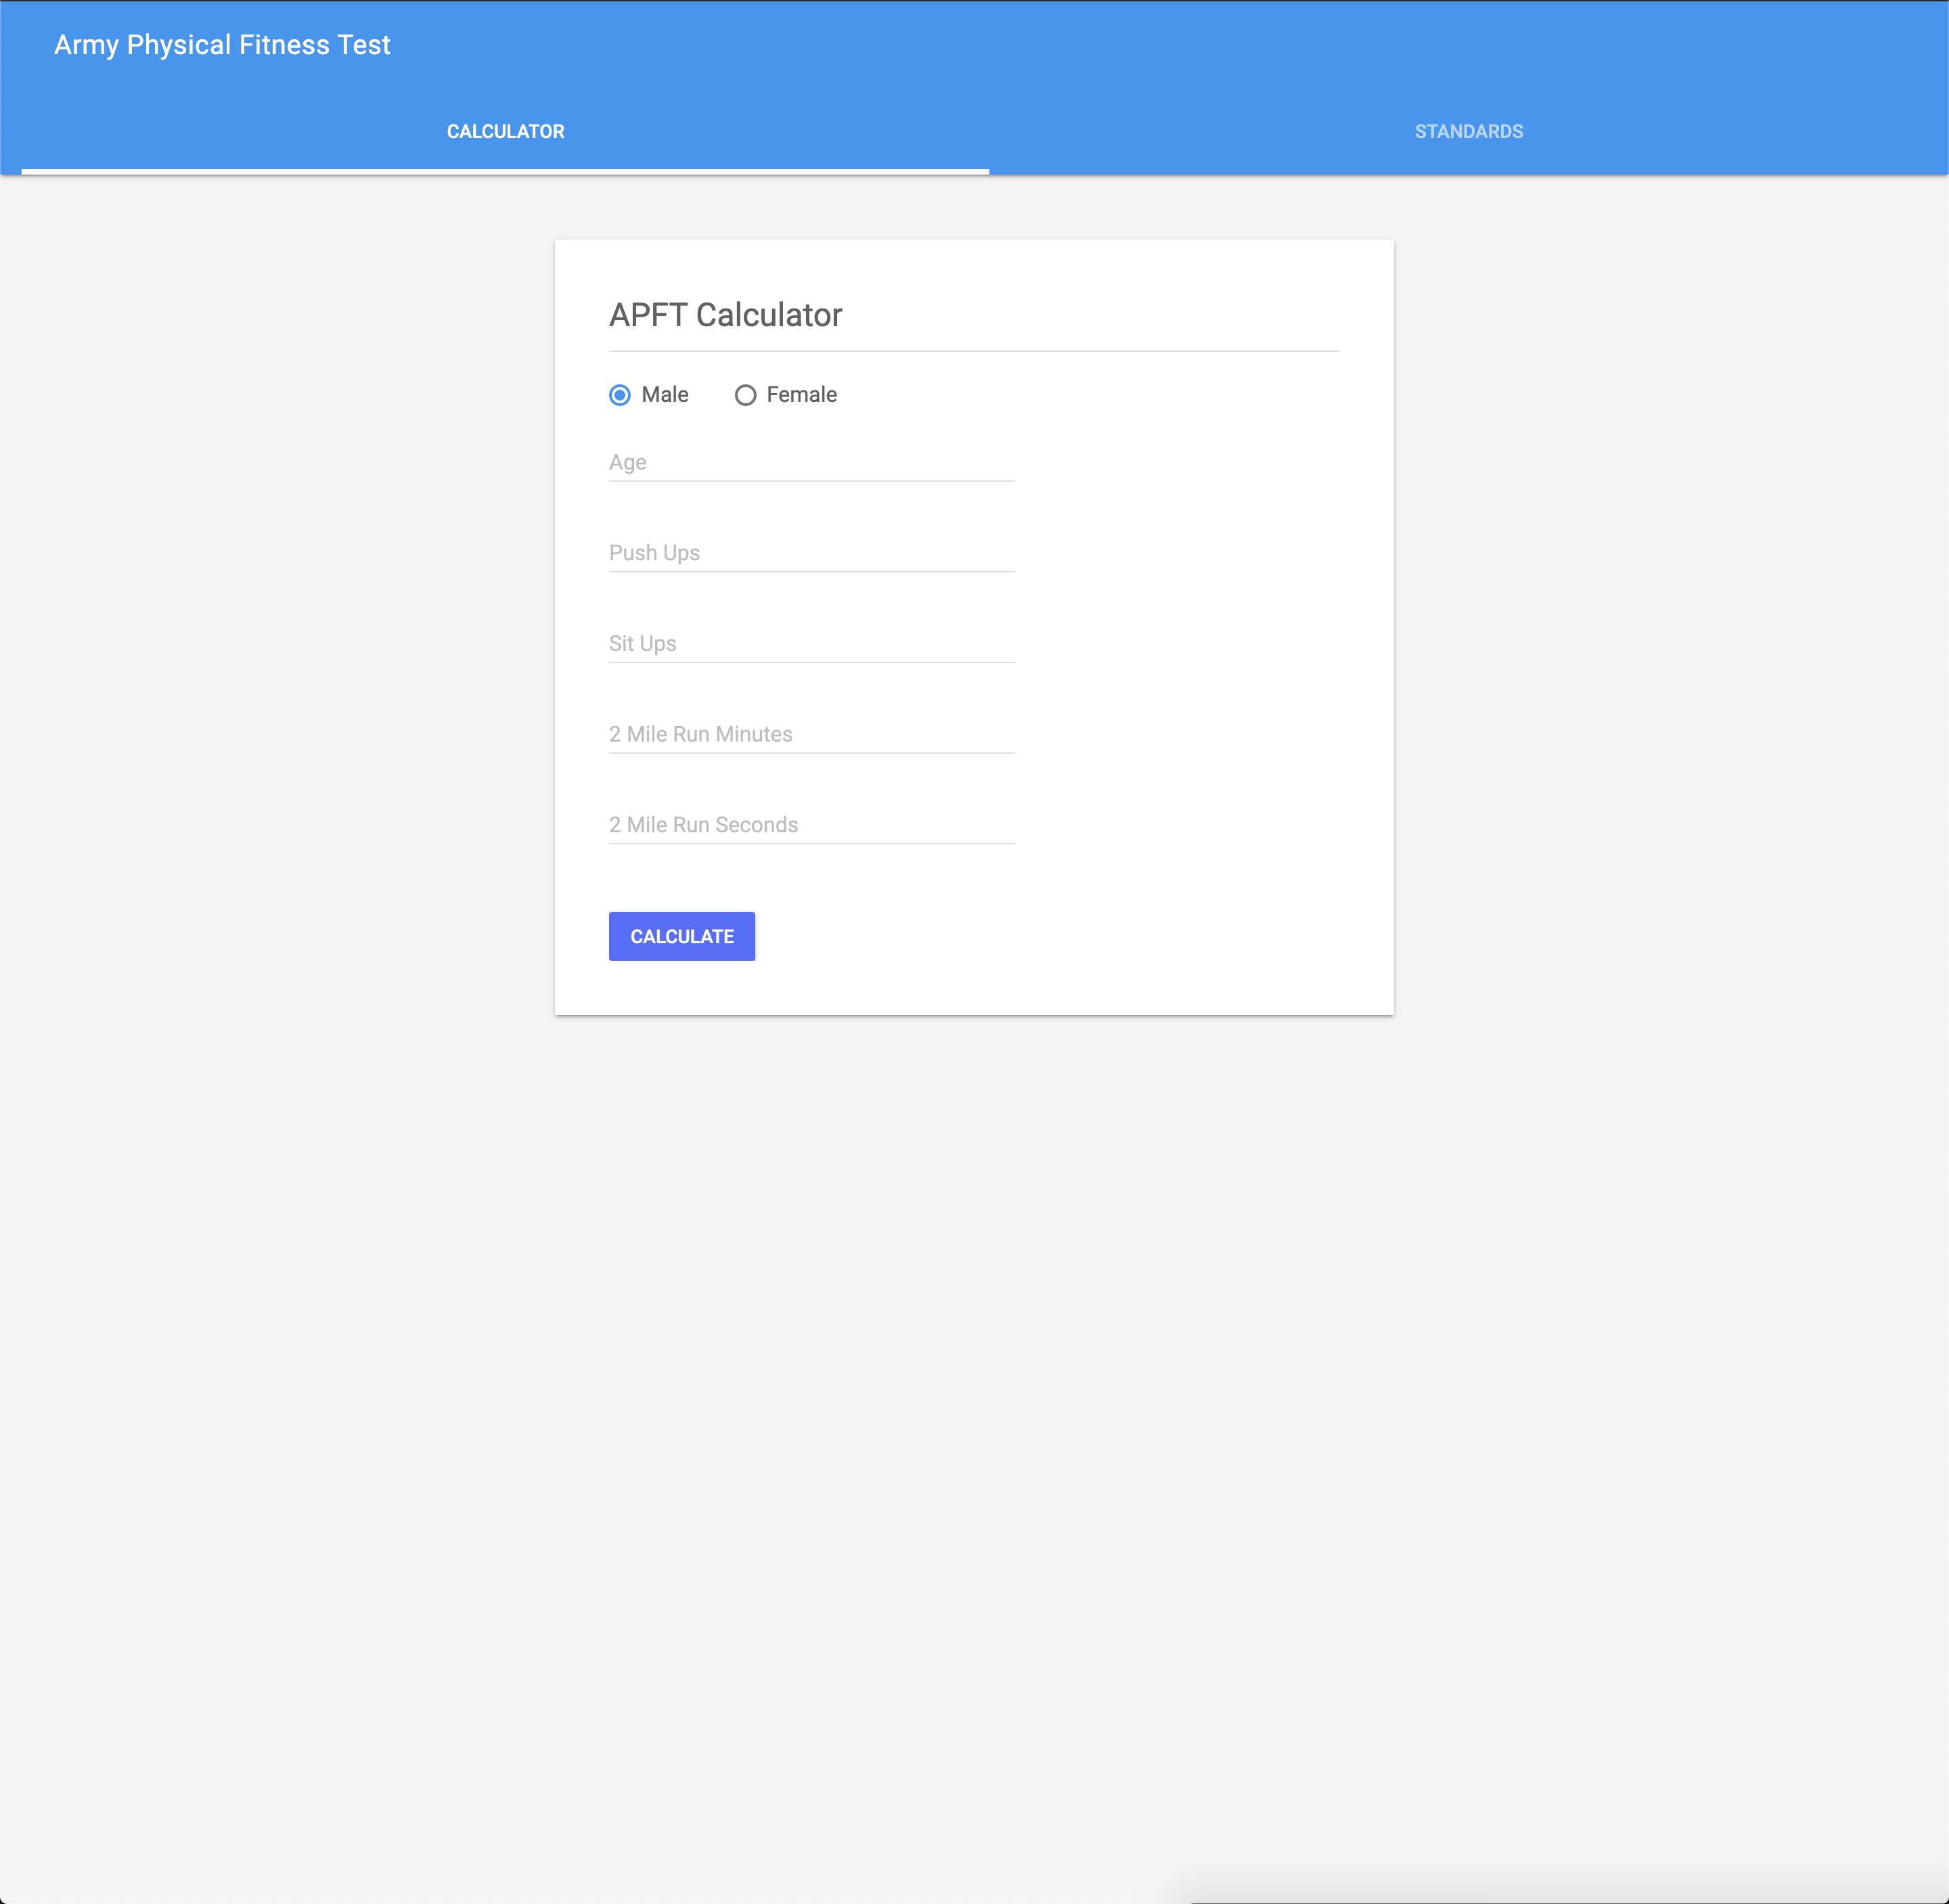 Army Physical Fitness Test
CALCULATOR STANDARDS
APFT Calculator
Male Female
Age
Push Ups
Sit Ups
2 Mile Run Minutes
2 Mile Run Seconds
CALCULATE